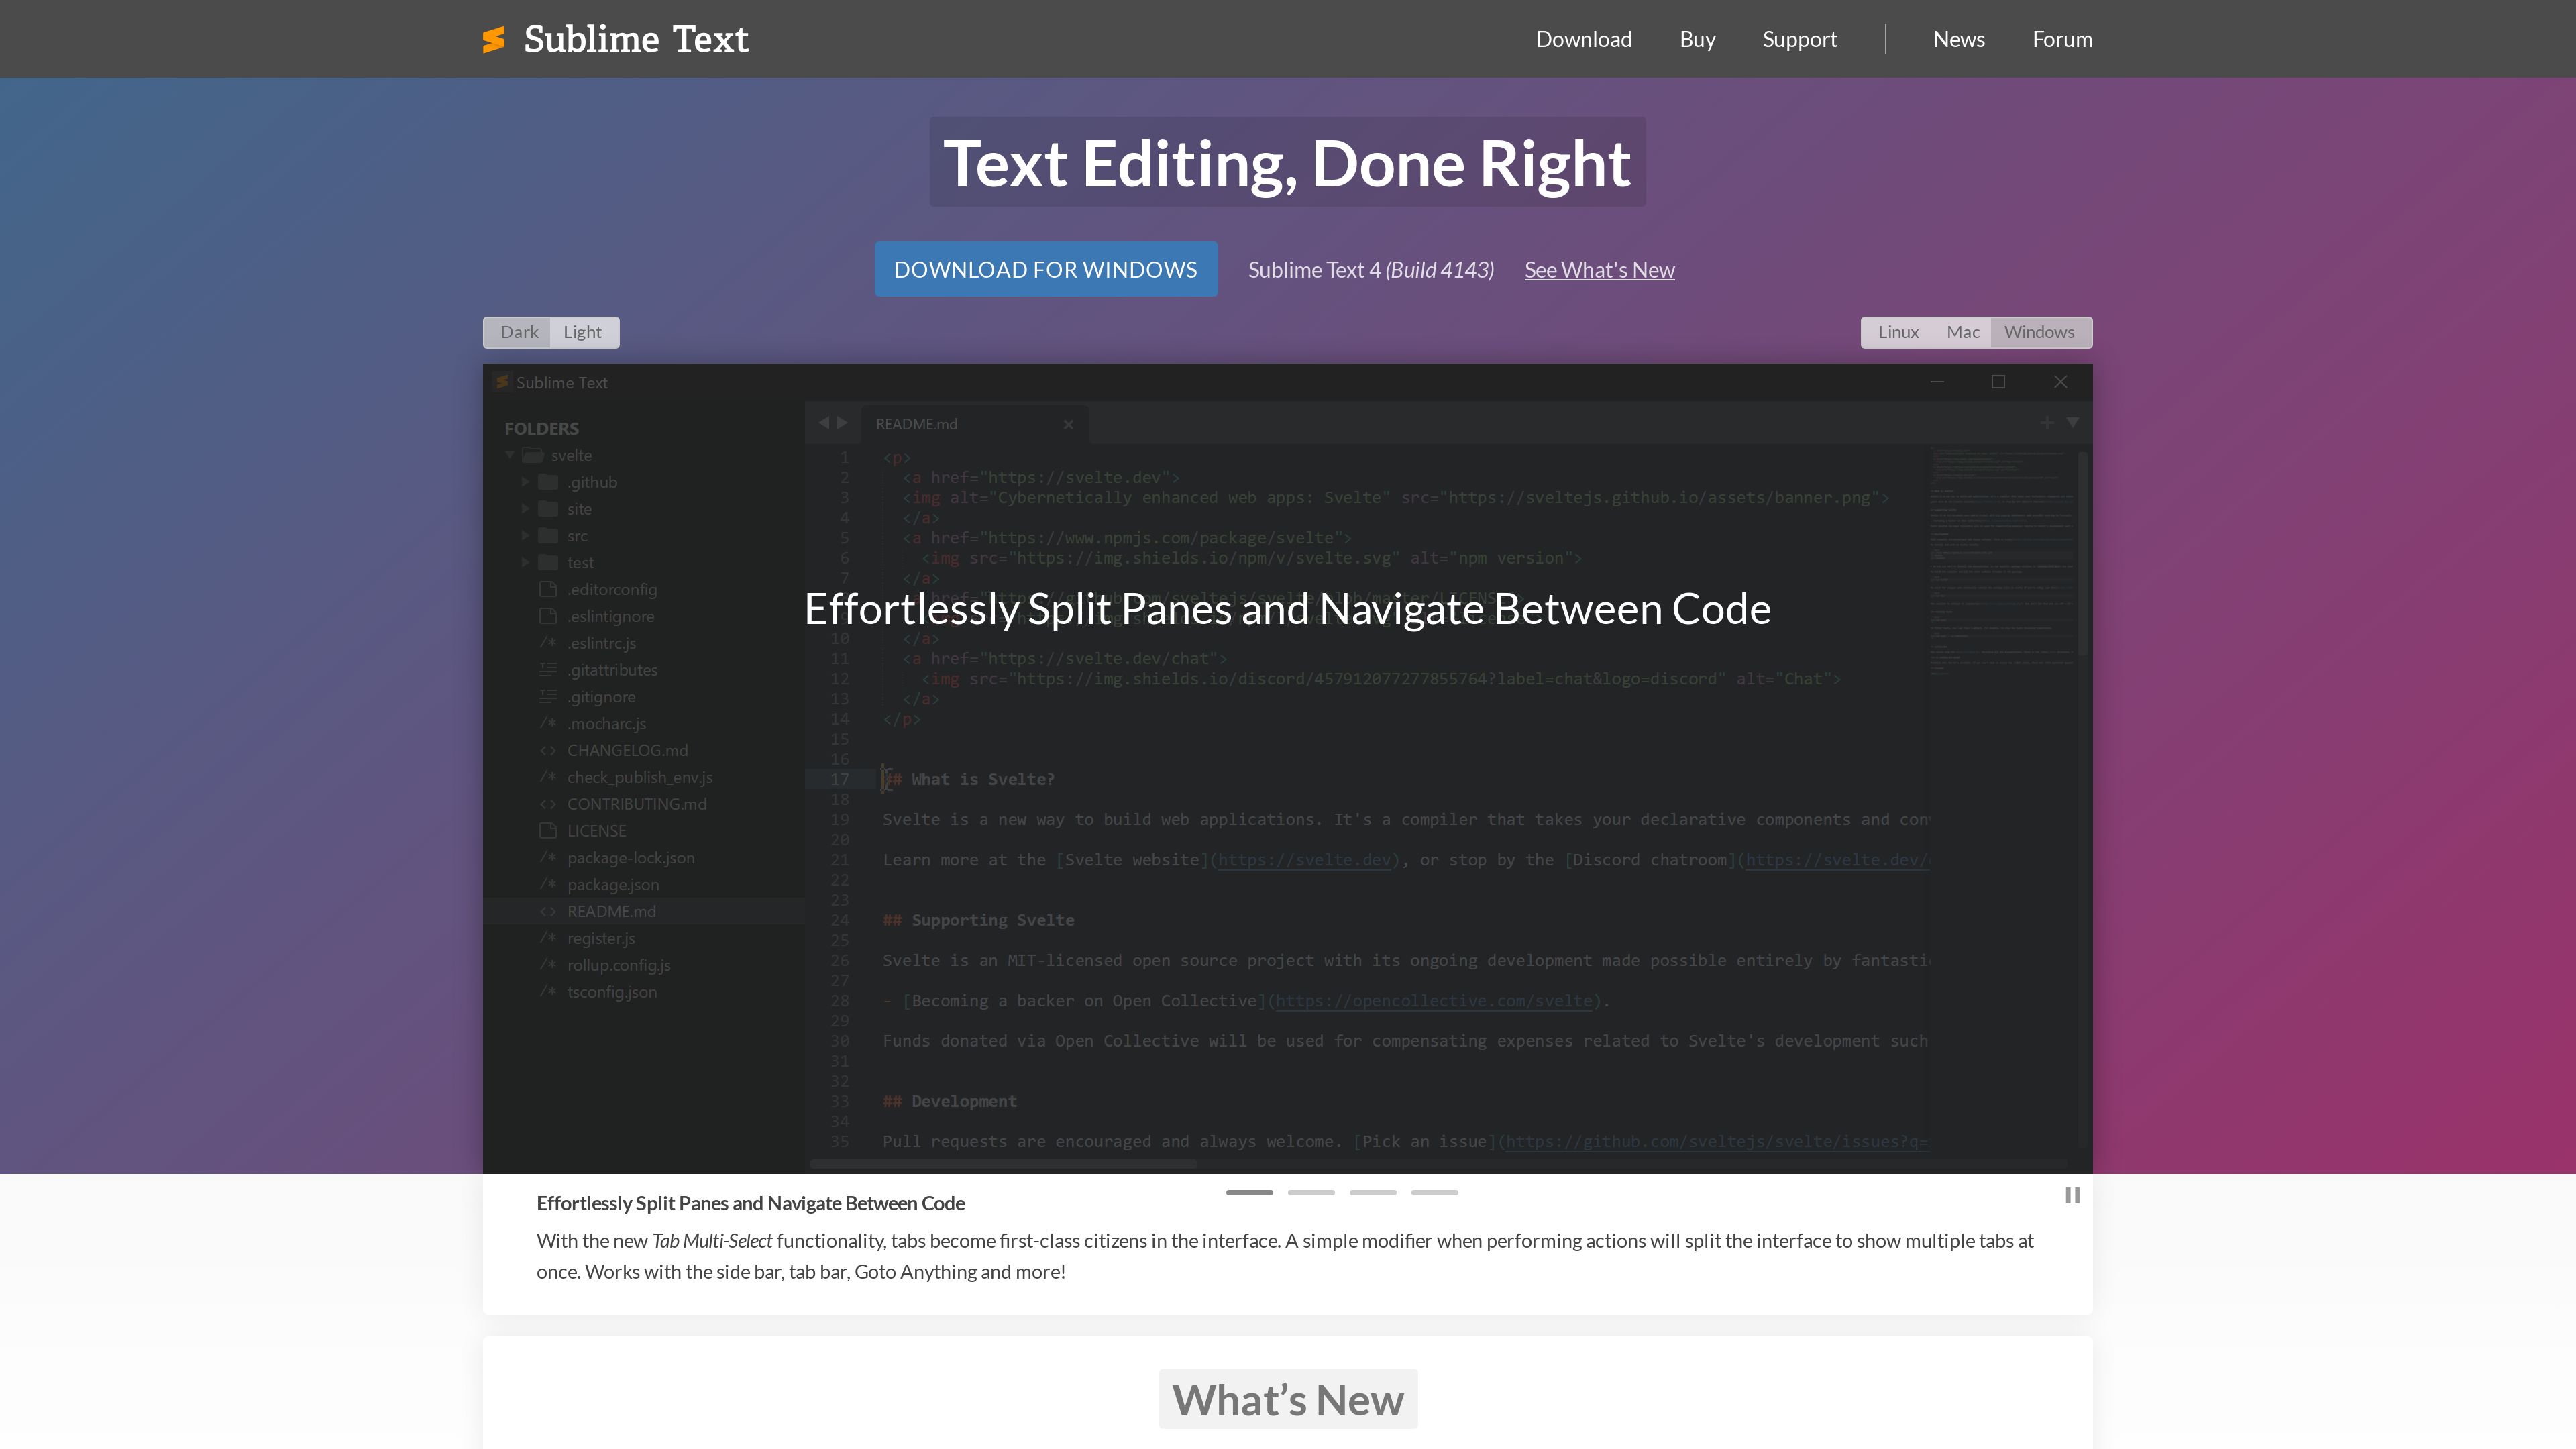 Sublime Text
Download Buy Support News Forum
Text Editing, Done Right
DOWNLOAD FOR WINDOWS Sublime Text 4 (Build 4143) See What's New
Dark Light
Linux Mac Windows
Sublime Text
FOLDERS
svelte
.github
site
src
test
.editorconfig
.eslintignore
/* .eslintrc.js
.gitattributes
.gitignore
/* .mocharc.js
<> CHANGELOG.md
/* check_publish_env.js
<> CONTRIBUTING.md
LICENSE
/* package-lock.json
/* package.json
<> README.md
/* register.js
/* rollup.config.js
/* tsconfig.json
README.md
1 <p>
2 <a href="https://svelte.dev">
3 <img alt="Cybernetically enhanced web apps: Svelte" src="https://sveltejs.github.io/assets/banner.png">
4 </a>
5 <a href="https://www.npmjs.com/package/svelte">
6 <img src="https://img.shields.io/npm/v/svelte.svg" alt="npm version">
7 </a>
Effortlessly Split Panes and Navigate Between Code
10 </a>
11 <a href="https://svelte.dev/chat">
12 <img src="https://img.shields.io/discord/457912077277855764?label=chat&logo=discord" alt="Chat">
13 </a>
14 </p>
15
16
17 ## What is Svelte?
18
19 Svelte is a new way to build web applications. It's a compiler that takes your declarative components and con
20
21 Learn more at the [Svelte website](https://svelte.dev), or stop by the [Discord chatroom](https://svelte.dev/
22
23
24 ## Supporting Svelte
25
26 Svelte is an MIT-licensed open source project with its ongoing development made possible entirely by fantasti
27
28 - [Becoming a backer on Open Collective](https://opencollective.com/svelte).
29
30 Funds donated via Open Collective will be used for compensating expenses related to Svelte's development such
31
32
33 ## Development
34
35 Pull requests are encouraged and always welcome. [Pick an issue](https://github.com/sveltejs/svelte/issues?q=
Effortlessly Split Panes and Navigate Between Code
With the new Tab Multi-Select functionality, tabs become first-class citizens in the interface. A simple modifier when performing actions will split the interface to show multiple tabs at
once. Works with the side bar, tab bar, Goto Anything and more!
What’s New